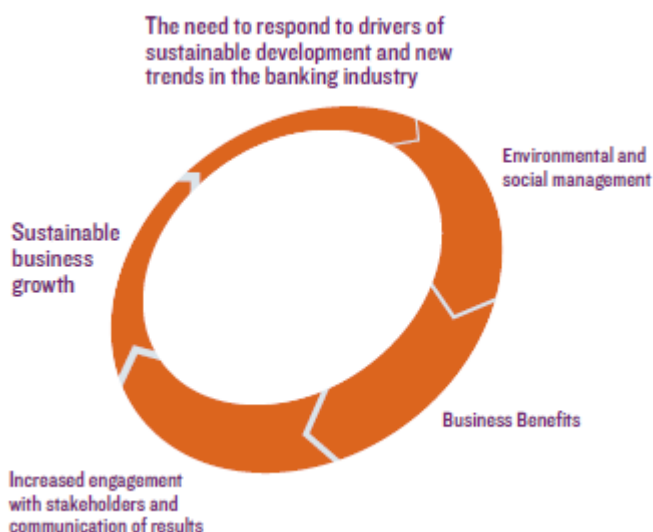 The need to respond to drivers of
sustainable development and new
trends in the banking industry
Environmental and
social management
Sustainable
business
growth
Business Benefits
Increased engagement
with stakeholders and
communication of results